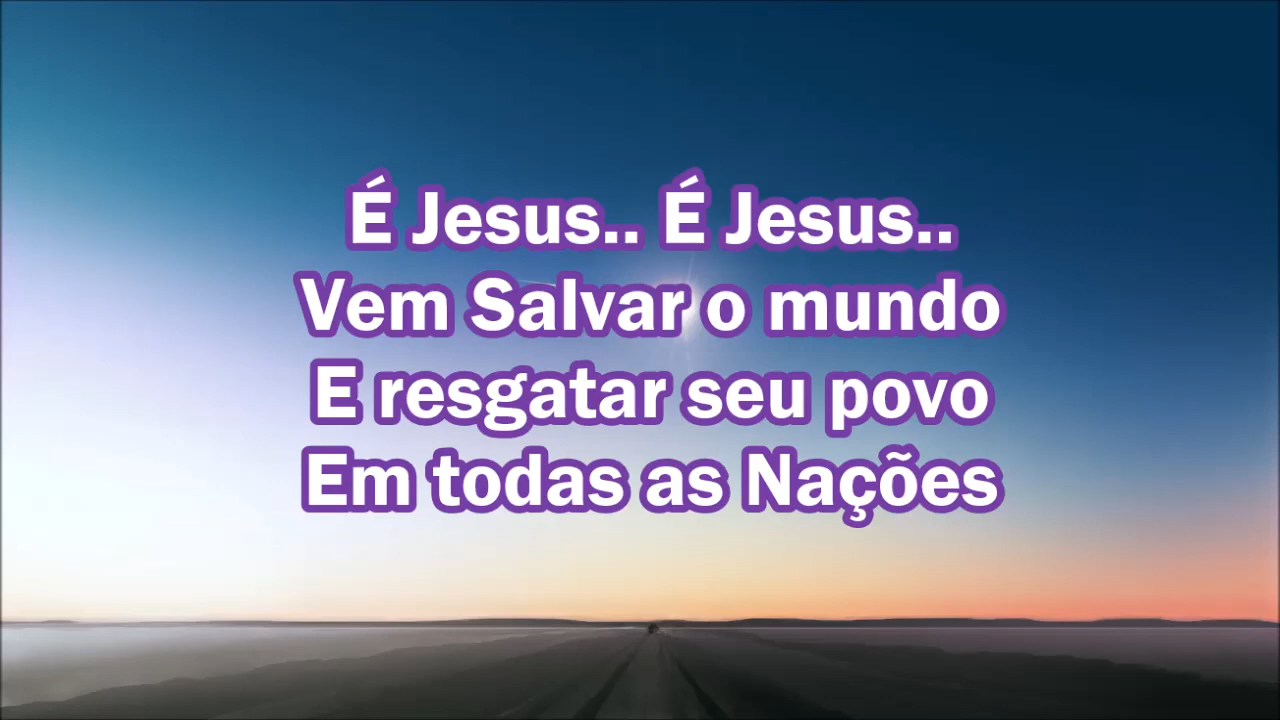 É Jesus.. É Jesus..
Vem Salvar o mundo
E resgatar seu povo
Em todas as Nações